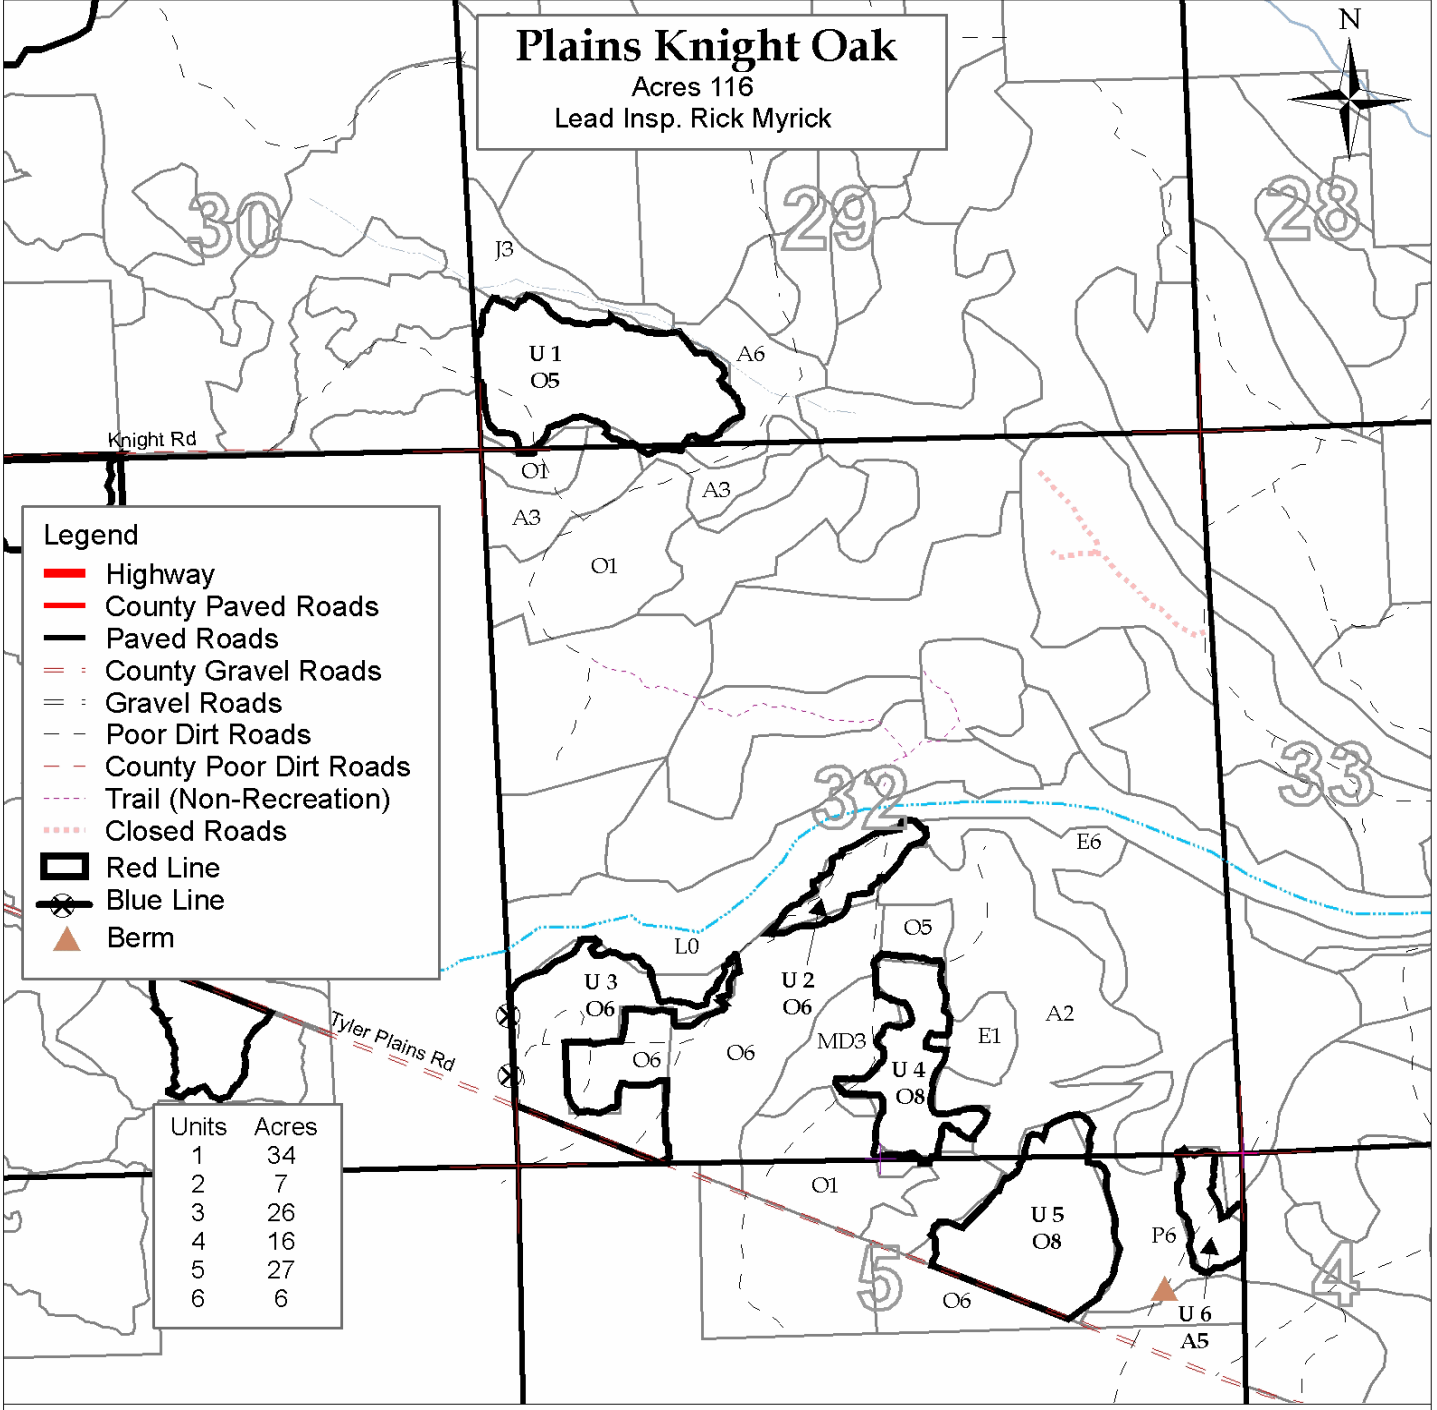 Plains Knight Oak
Acres 116
Lead Insp. Rick Myrick
N
30
29
28
J3
U 1
O5
A6
Knight Rd
O1
A3
A3
O1
Legend
Highway
County Paved Roads
Paved Roads
County Gravel Roads
Gravel Roads
Poor Dirt Roads
County Poor Dirt Roads
Trail (Non-Recreation)
Closed Roads
Red Line
Blue Line
Berm
32
33
E6
O5
L0
U 3
O6
U 2
O6
A2
E1
MD3
O6
O6
U 4
O8
Tyler Plains Rd
Units Acres
1 34
2 7
3 26
4 16
5 27
6 6
O1
U 5
O8
P6
5
4
O6
U 6
A5